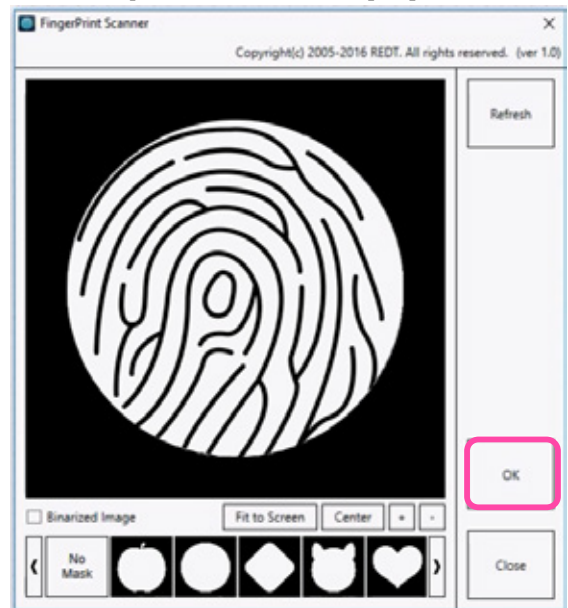 FingerPrint Scanner
Copyright(c) 2005-2016 REDT. All rights reserved. (ver 1.0)
Refresh
OK
Binarized Image
Fit to Screen
Center
+
-
No
Mask
Close